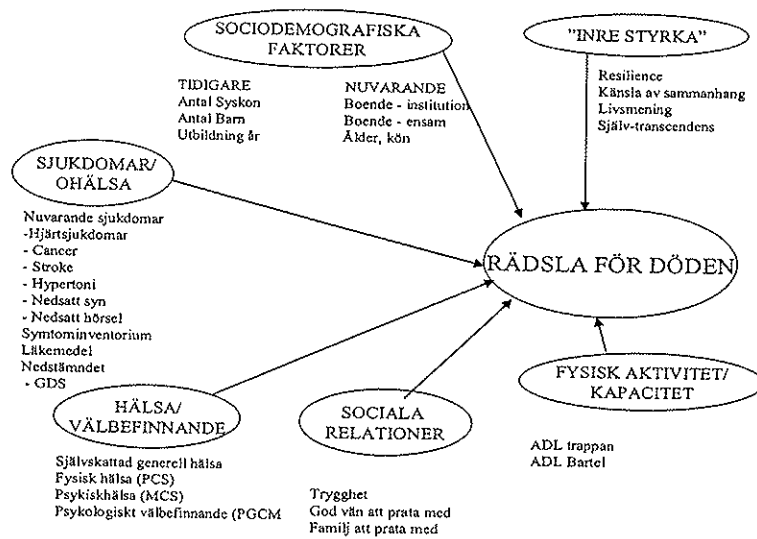 SOCIODEMOGRAFISKA
FAKTORER
TIDIGARE
Antal Syskon
Antal Barn
Utbildning år
NUVARANDE
Boende - institution
Boende - ensam
Ålder, kön
"INRE STYRKA"
Resilience
Känsla av sammanhang
Livsmening
Själv-transcendens
SJUKDOMAR/
OHÄLSA
Nuvarande sjukdomar
-Hjärtsjukdomar
- Cancer
- Stroke
- Hypertoni
- Nedsatt syn
- Nedsatt hörsel
Symtominventorium
Läkemedel
Nedstämndet
- GDS
RÄDSLA FÖR DÖDEN
HÄLSA/
VÄLBEFINNANDE
Självskattad generell hälsa
Fysisk hälsa (PCS)
Psykiskhälsa (MCS)
Psykologiskt välbefinnande (PGCM
SOCIALA
RELATIONER
Trygghet
God vän att prata med
Familj att prata med
FYSISK AKTIVITET/
KAPACITET
ADL trappan
ADL Bartel